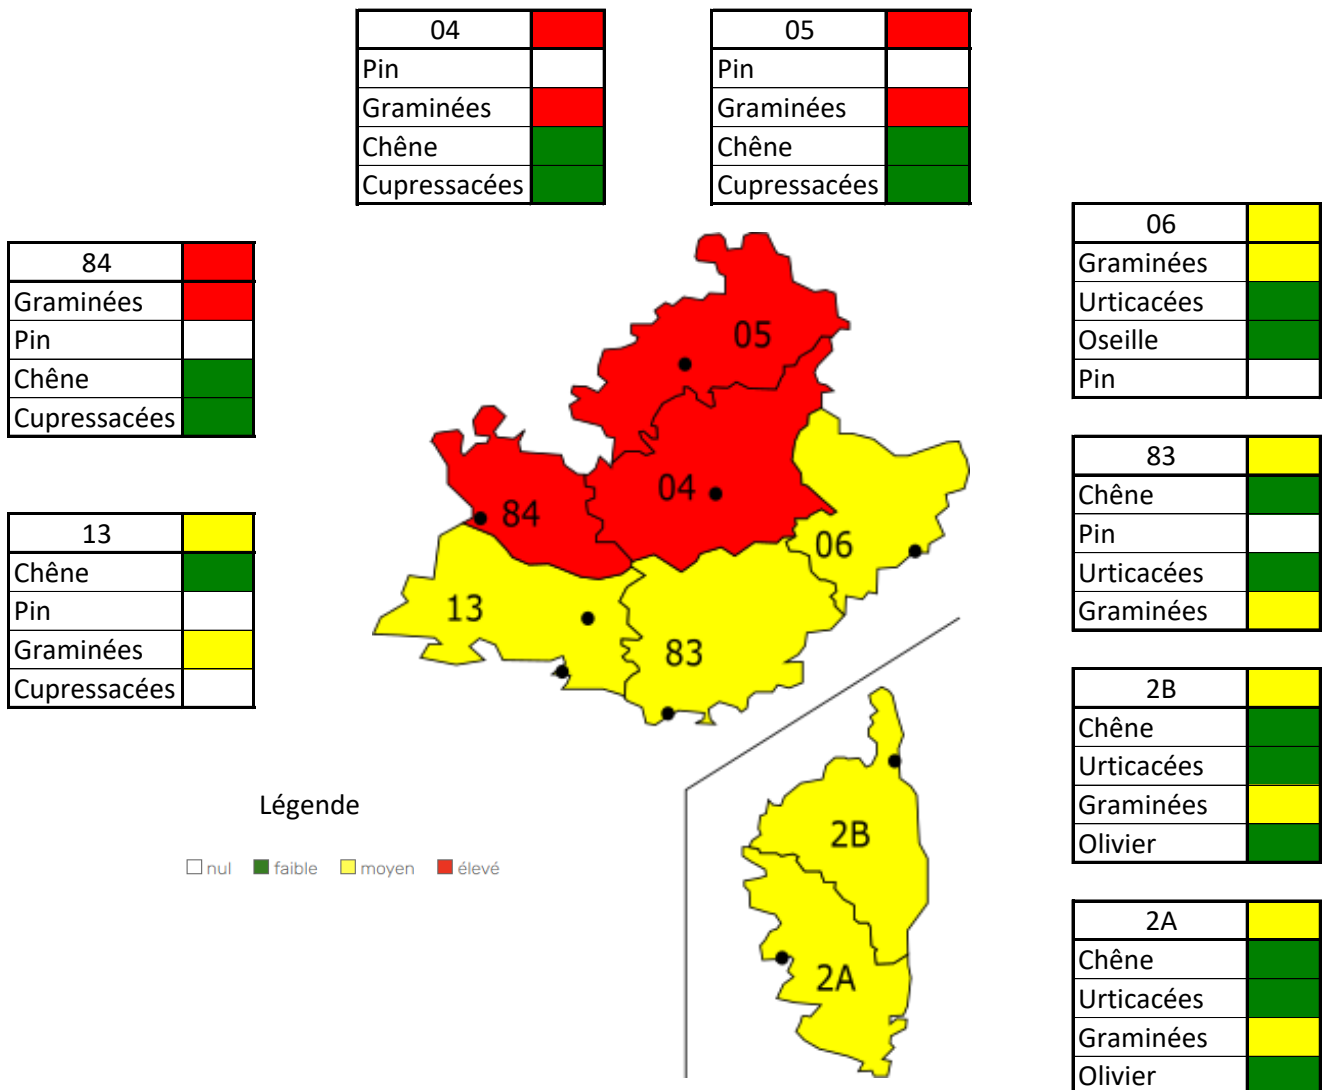 04
Pin
Graminées
Chêne
Cupressacées
05
Pin
Graminées
Chêne
Cupressacées
84
Graminées
Pin
Chêne
Cupressacées
13
Chêne
Pin
Graminées
Cupressacées
06
Graminées
Urticacées
Oseille
Pin
83
Chêne
Pin
Urticacées
Graminées
2B
Chêne
Urticacées
Graminées
Olivier
2A
Chêne
Urticacées
Graminées
Olivier
05
04
84
06
13
83
2B
2A
Légende
nul faible moyen élevé